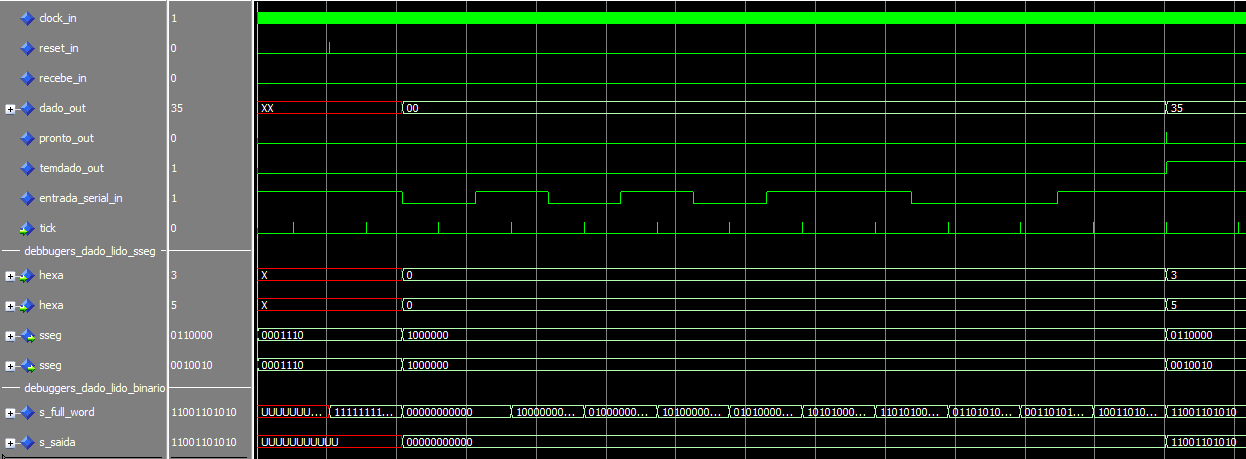 clock_in 1
reset_in 0
recebe_in 0
dado_out 35 XX 00 35
pronto_out 0
temdado_out 1
entrada_serial_in 1
tick 0
debbugers_dado_lido_sseg
hexa 3 X 0 3
hexa 5 X 0 5
sseg 0110000 0001110 1000000 0110000
sseg 0010010 0001110 1000000 0010010
debuggers_dado_lido_binario
s_full_word 11001101010 UUUUUUU... 11111111... 00000000000 10000000... 01000000... 10100000... 01010000... 10101000... 11010100... 01101010... 00110101... 10011010... 11001101010
s_saida 11001101010 UUUUUUUUUUU 00000000000 11001101010